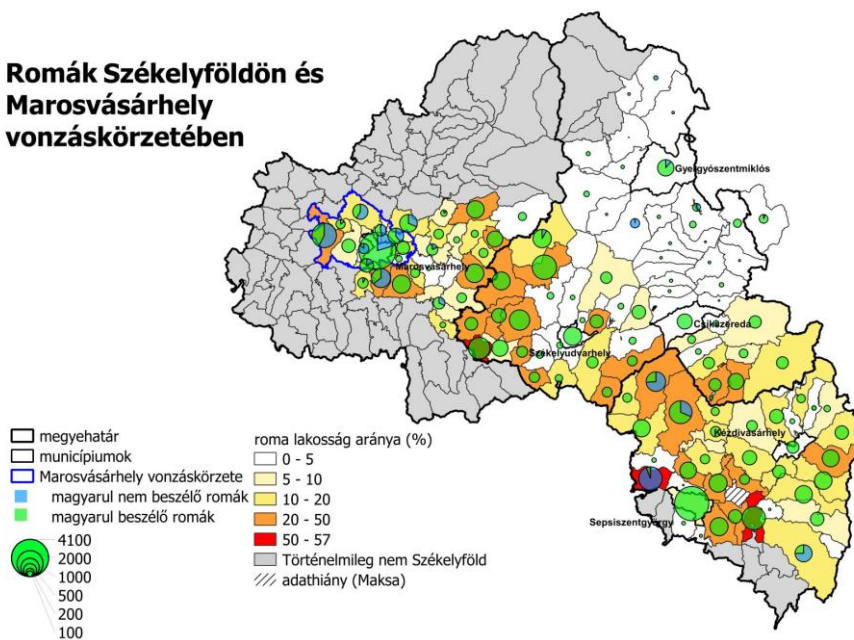 Romák Székelyföldön és
Marosvásárhely
vonzáskörzetében
Gyergyószentmiklós
Marosvásárhely
Csíkszereda
Székelyudvarhely
Kézdivásárhely
Sepsiszentgyörgy
megyehatár
municípiumok
Marosvásárhely vonzáskörzete
magyarul nem beszélő romák
magyarul beszélő romák
4100
2000
1000
500
200
100
roma lakosság aránya (%)
0 - 5
5 - 10
10 - 20
20 - 50
50 - 57
Történelmileg nem Székelyföld
adathiány (Maksa)